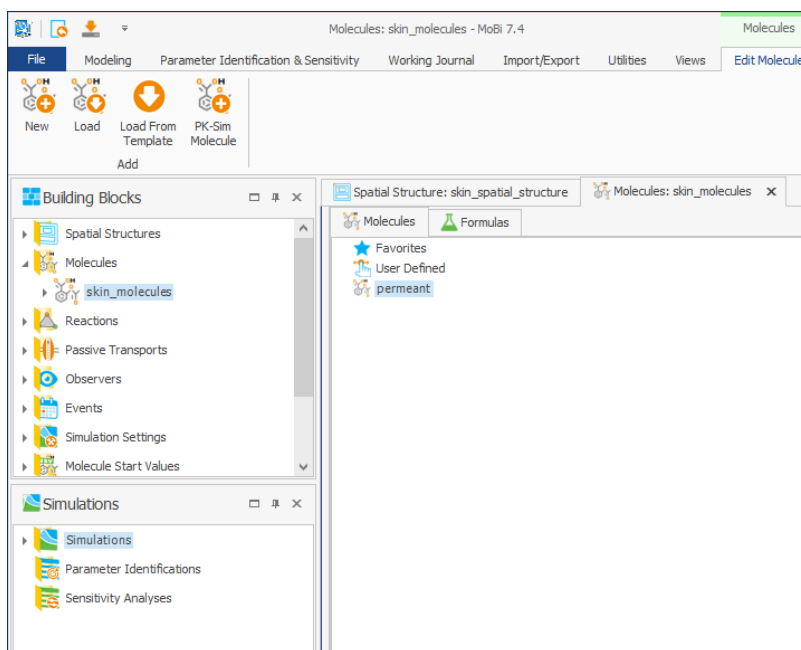 Molecules: skin_molecules - MoBi 7.4
Molecules
File
Modeling
Parameter Identification & Sensitivity
Working Journal
Import/Export
Utilities
Views
Edit Molecule
New
Load
Load From Template
PK-Sim Molecule
Add
Building Blocks
Spatial Structures
Molecules
skin_molecules
Reactions
Passive Transports
Observers
Events
Simulation Settings
Molecule Start Values
Simulations
Simulations
Parameter Identifications
Sensitivity Analyses
Spatial Structure: skin_spatial_structure
Molecules: skin_molecules
Molecules
Formulas
Favorites
User Defined
permeant